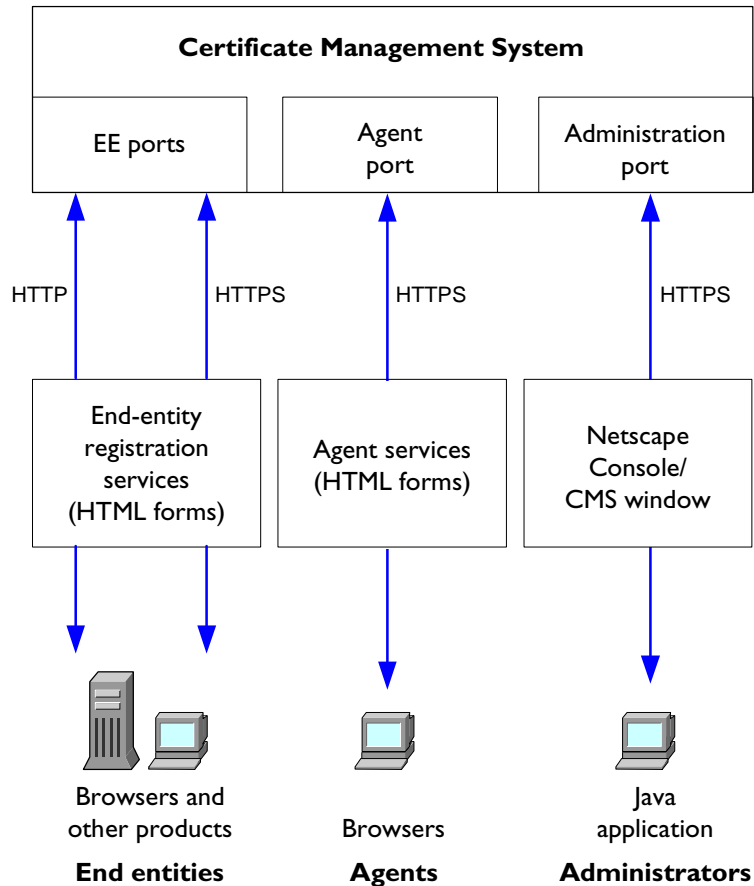 Certificate Management System
EE ports
Agent
port
Administration
port
HTTP
HTTPS
HTTPS
HTTPS
End-entity
registration
services
(HTML forms)
Agent services
(HTML forms)
Netscape
Console/
CMS window
Browsers and
other products
Browsers
Java
application
End entities
Agents
Administrators